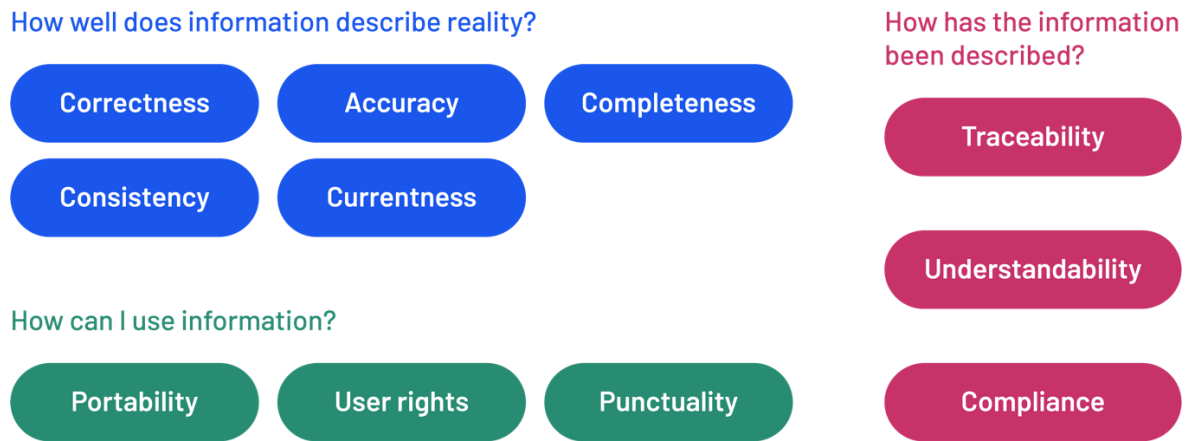 How well does information describe reality?
Correctness
Accuracy
Completeness
Consistency
Currentness
How can I use information?
Portability
User rights
Punctuality
How has the information
been described?
Traceability
Understandability
Compliance